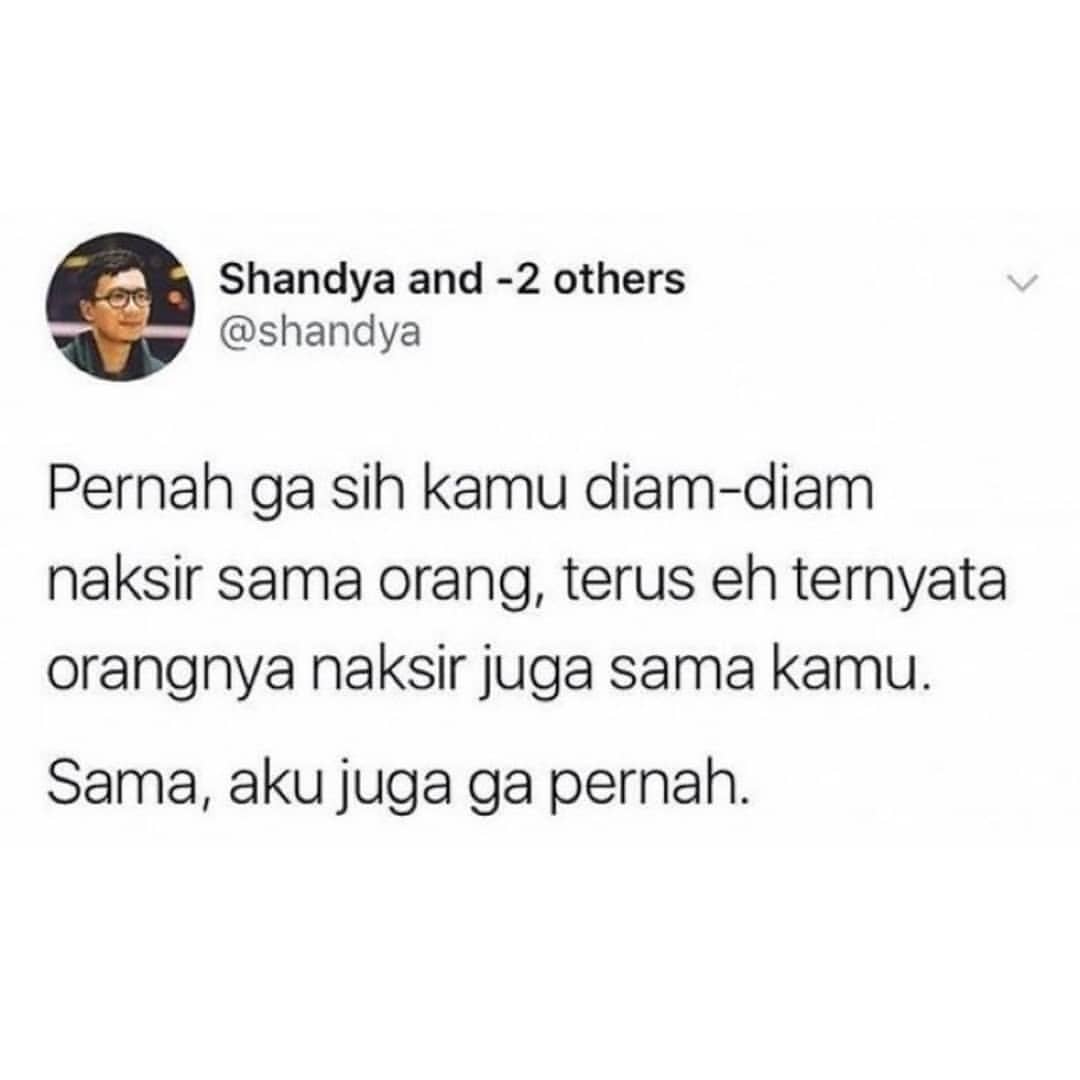 Shandya and -2 others
@shandya
Pernah ga sih kamu diam-diam
naksir sama orang, terus eh ternyata
orangnya naksir juga sama kamu.
Sama, aku juga ga pernah.